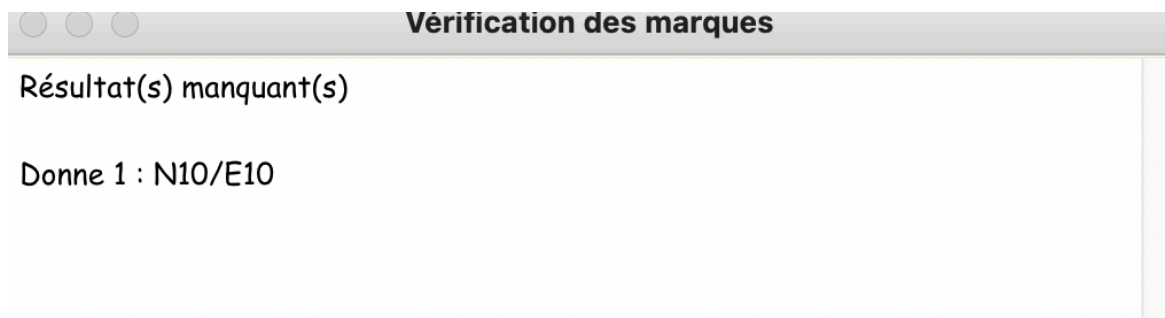 Vérification des marques
Résultat(s) manquant(s)
Donne 1 : N10/E10